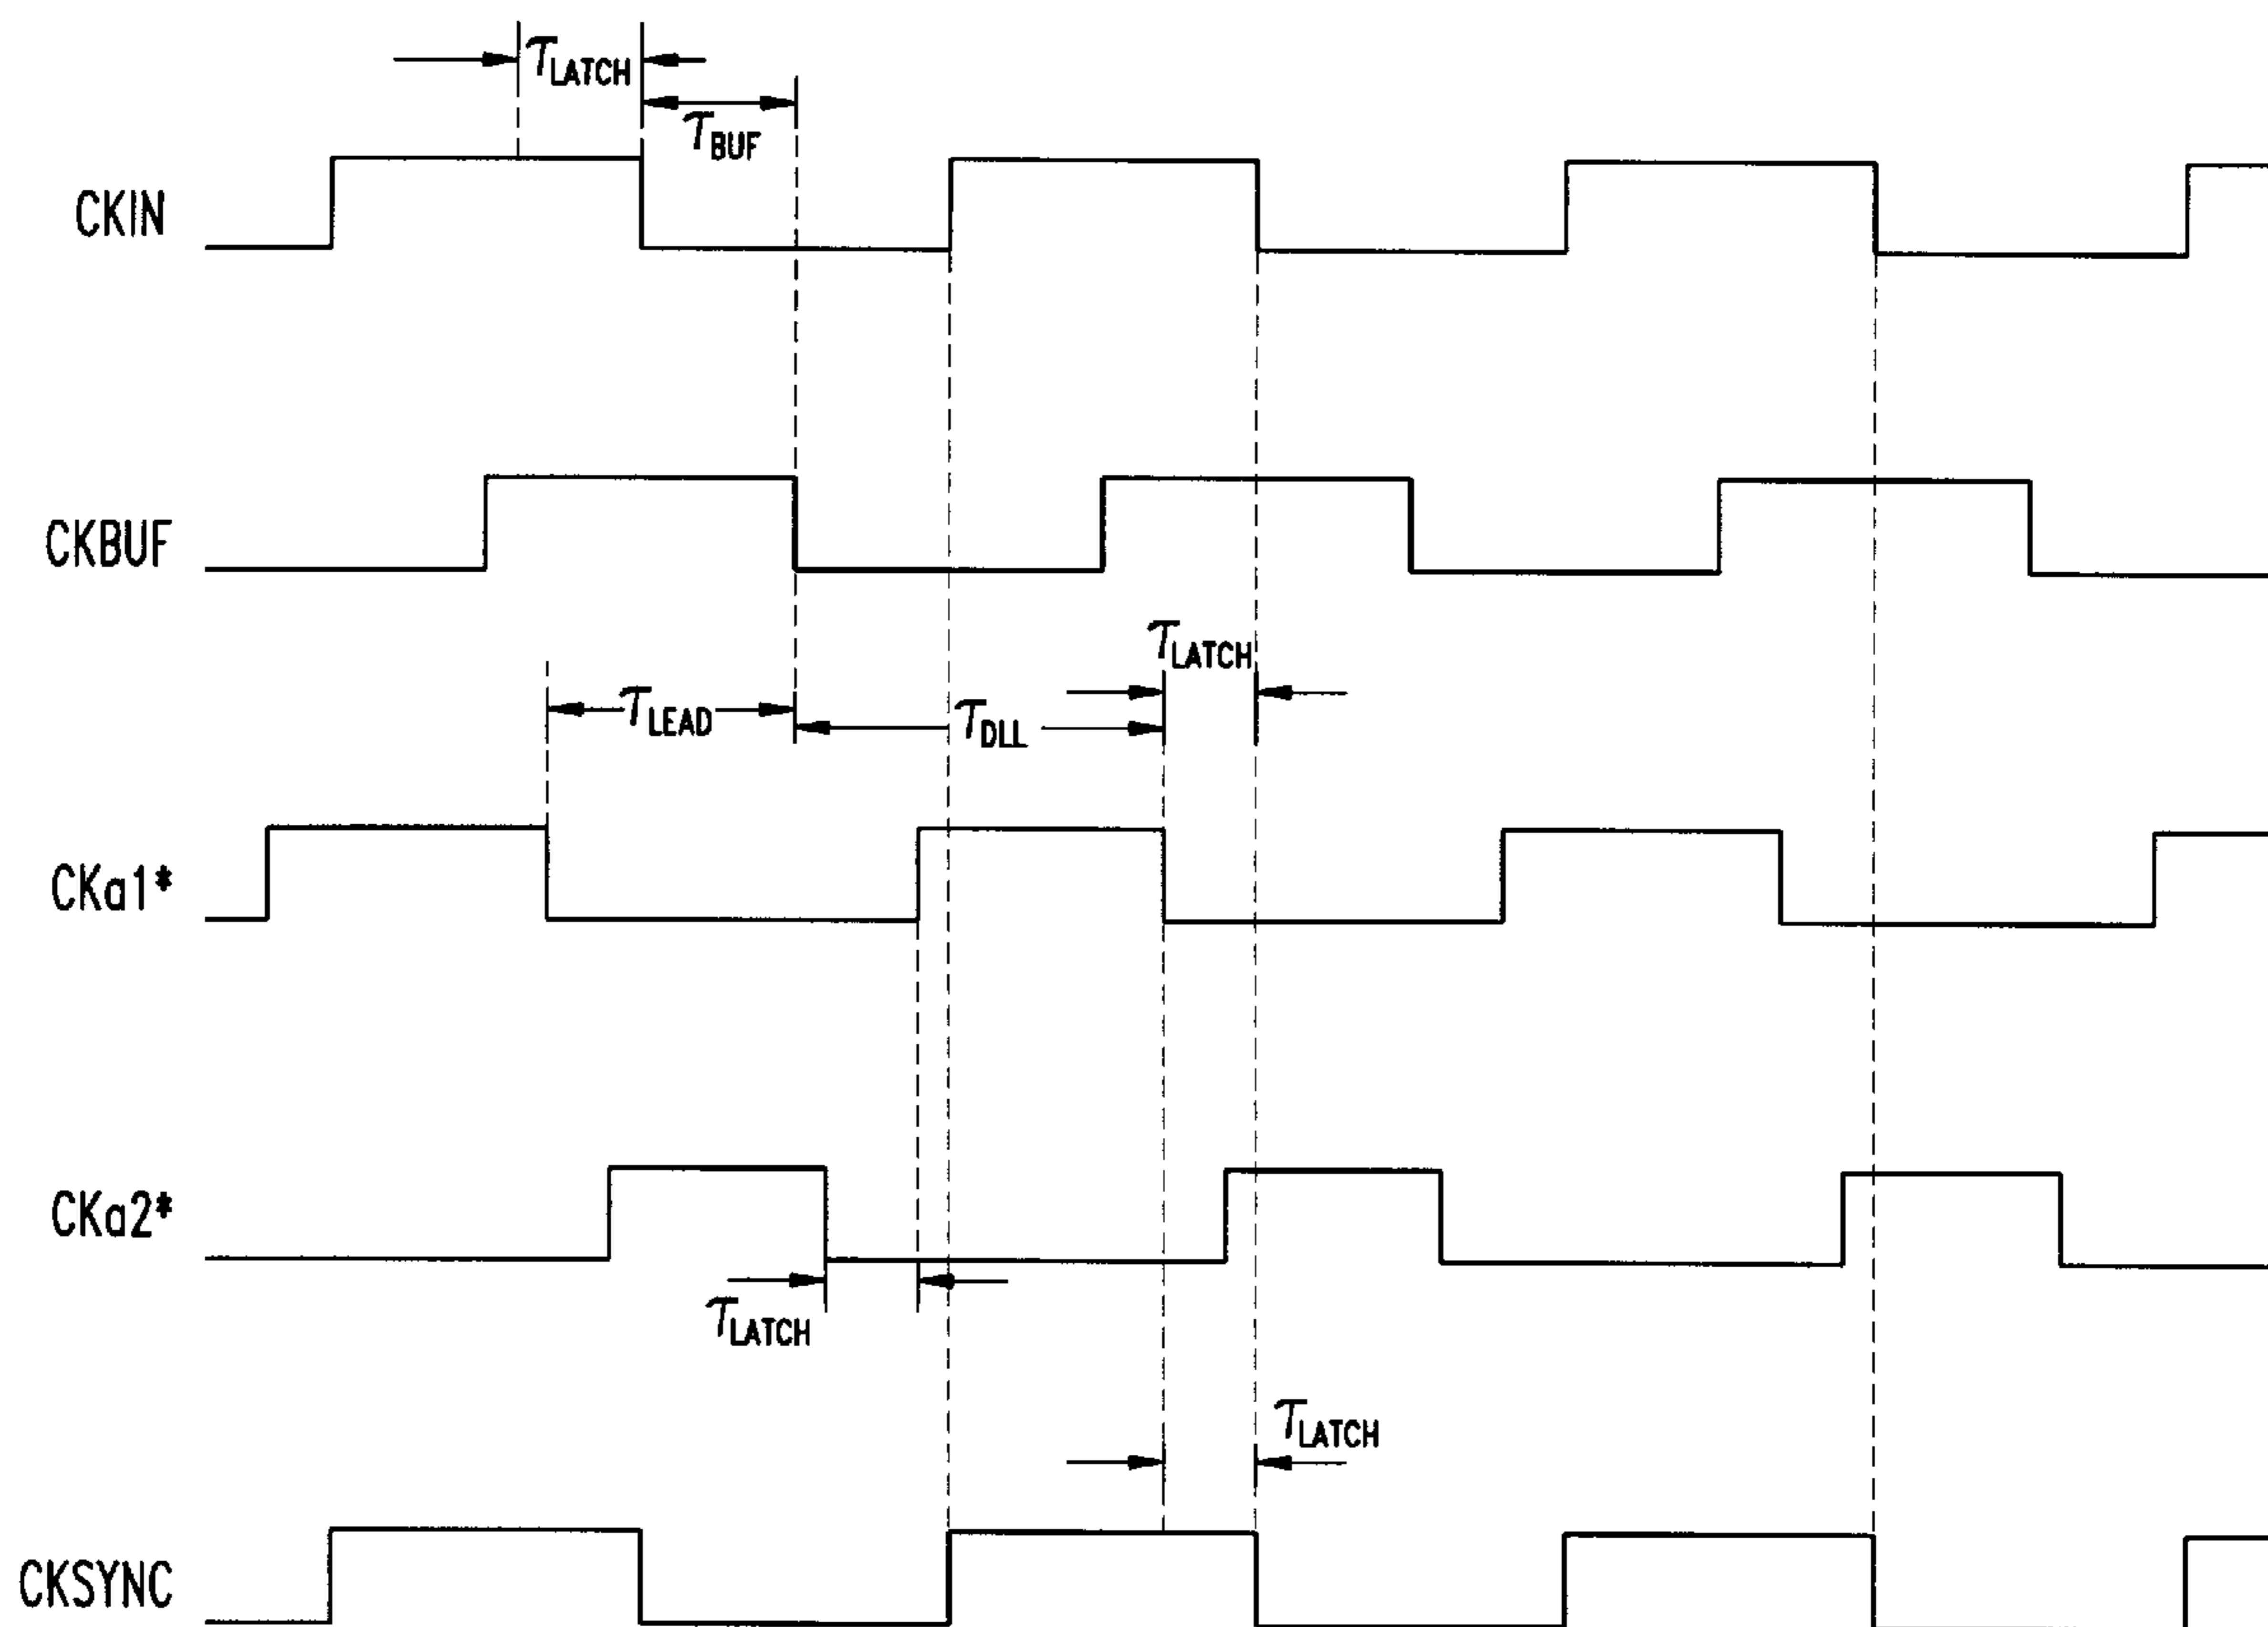 τLATCH
τBUF
CKIN
CKBUF
τLATCH
τLEAD
τDLL
CKa1*
CKa2*
τLATCH
τLATCH
CKSYNC